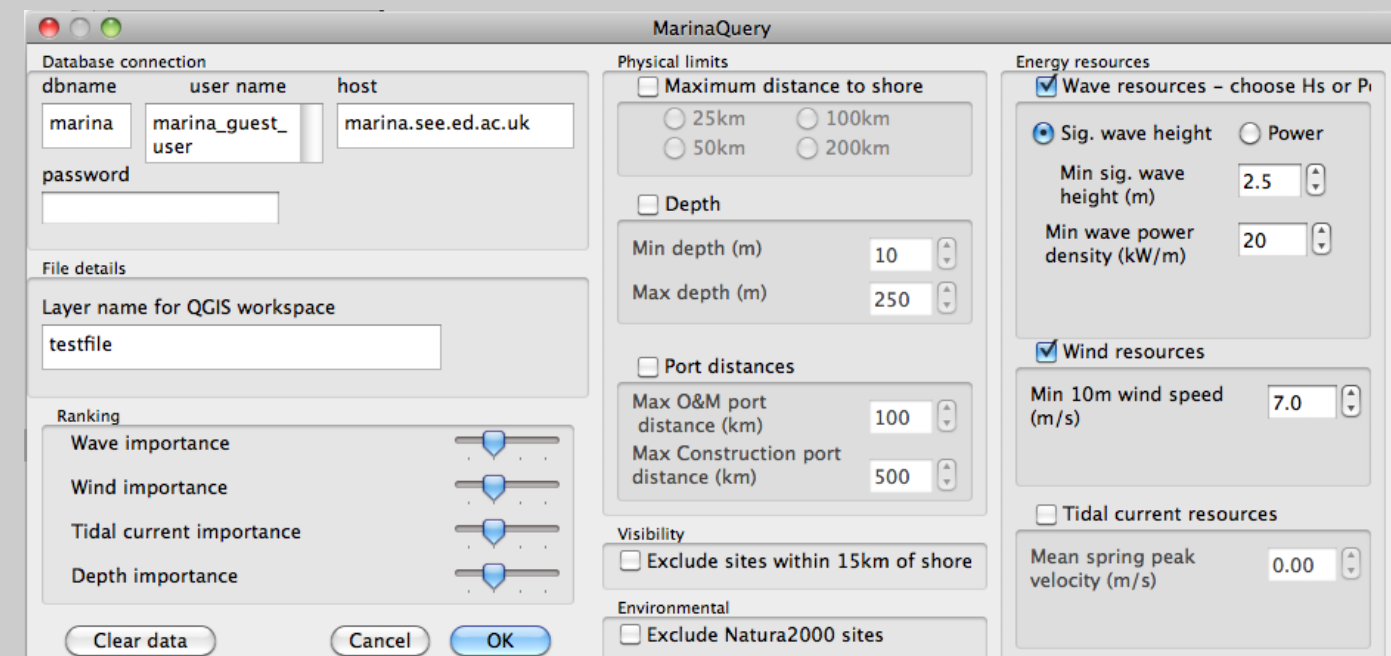 MarinaQuery
Database connection
dbname
user name
host
marina
marina_guest_
user
marina.see.ed.ac.uk
password
File details
Layer name for QGIS workspace
testfile
Ranking
Wave importance
Wind importance
Tidal current importance
Depth importance
Clear data
Cancel
OK
Physical limits
Maximum distance to shore
25km
100km
50km
200km
Depth
Min depth (m)
10
Max depth (m)
250
Port distances
Max O&M port
distance (km)
100
Max Construction port
distance (km)
500
Visibility
Exclude sites within 15km of shore
Environmental
Exclude Natura2000 sites
Energy resources
Wave resources – choose Hs or
Sig. wave height
Power
Min sig. wave
height (m)
2.5
Min wave power
density (kW/m)
20
Wind resources
Min 10m wind speed
(m/s)
7.0
Tidal current resources
Mean spring peak
velocity (m/s)
0.00